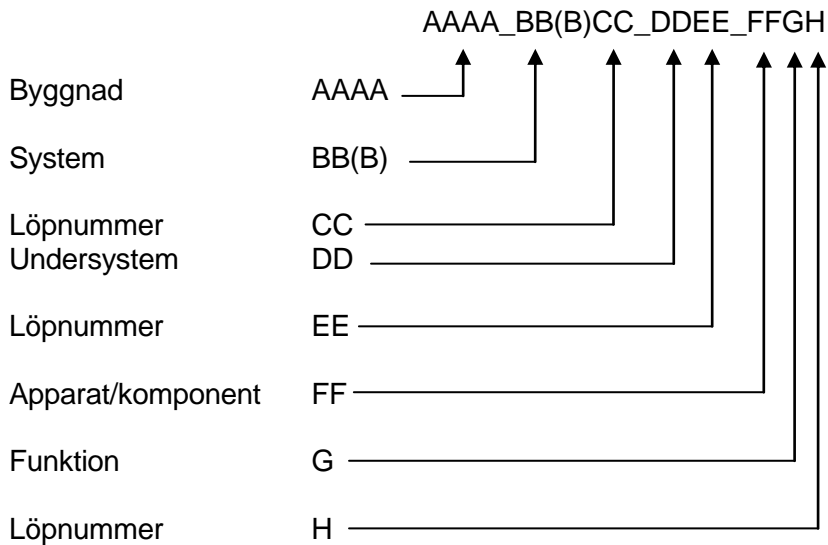 AAAA_BB(B)CC_DDEE_FFGH
Byggnad AAAA
System BB(B)
Löpnummer CC
Undersystem DD
Löpnummer EE
Apparat/komponent FF
Funktion G
Löpnummer H